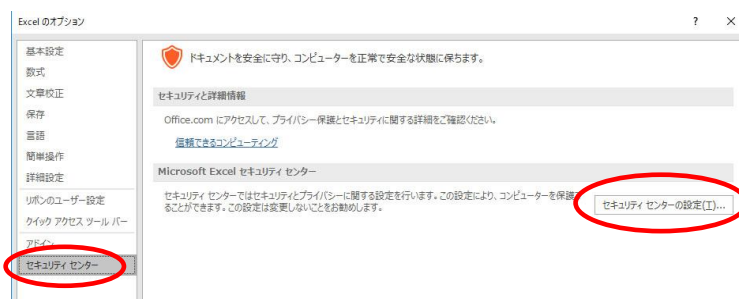 Excel のオプション
? ×
基本設定
数式
文章校正
保存
言語
簡単操作
詳細設定
リボンのユーザー設定
クイック アクセス ツール バー
アドイン
セキュリティ センター
ドキュメントを安全に守り、コンピューターを正常で安全な状態に保ちます。
セキュリティと詳細情報
Office.com にアクセスして、プライバシー保護とセキュリティに関する詳細をご確認ください。
信頼できるコンピューティング
Microsoft Excel セキュリティ センター
セキュリティ センターではセキュリティとプライバシーに関する設定を行います。この設定により、コンピューターを保護す
ることができます。この設定は変更しないことをお勧めします。
セキュリティ センターの設定(T)...